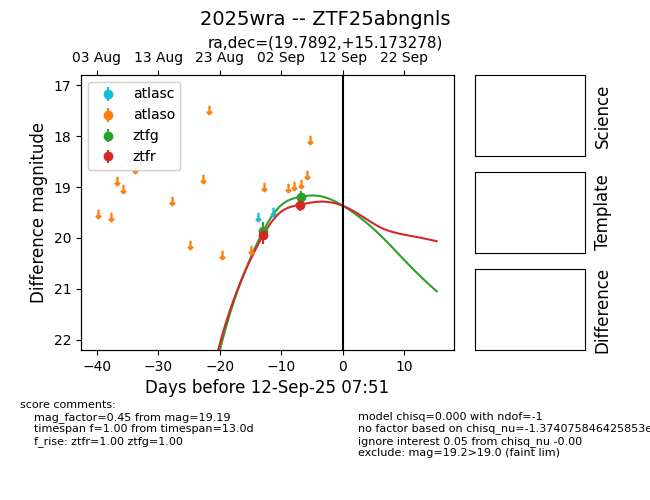 2025wra -- ZTF25abngnls
ra,dec=(19.7892,+15.173278)
03 Aug 13 Aug 23 Aug 02 Sep 12 Sep 22 Sep
17
18
19
20
21
22
Difference magnitude
atlasc
atlaso
ztfg
ztfr
−40 −30 −20 −10 0 10
Days before 12-Sep-25 07:51
Science
Template
Difference
score comments:
mag_factor=0.45 from mag=19.19
timespan f=1.00 from timespan=13.0d
f_rise: ztfr=1.00 ztfg=1.00
model chisq=0.000 with ndof=-1
no factor based on chisq_nu=-1.374075846425853e
ignore interest 0.05 from chisq_nu -0.00
exclude: mag=19.2>19.0 (faint lim)